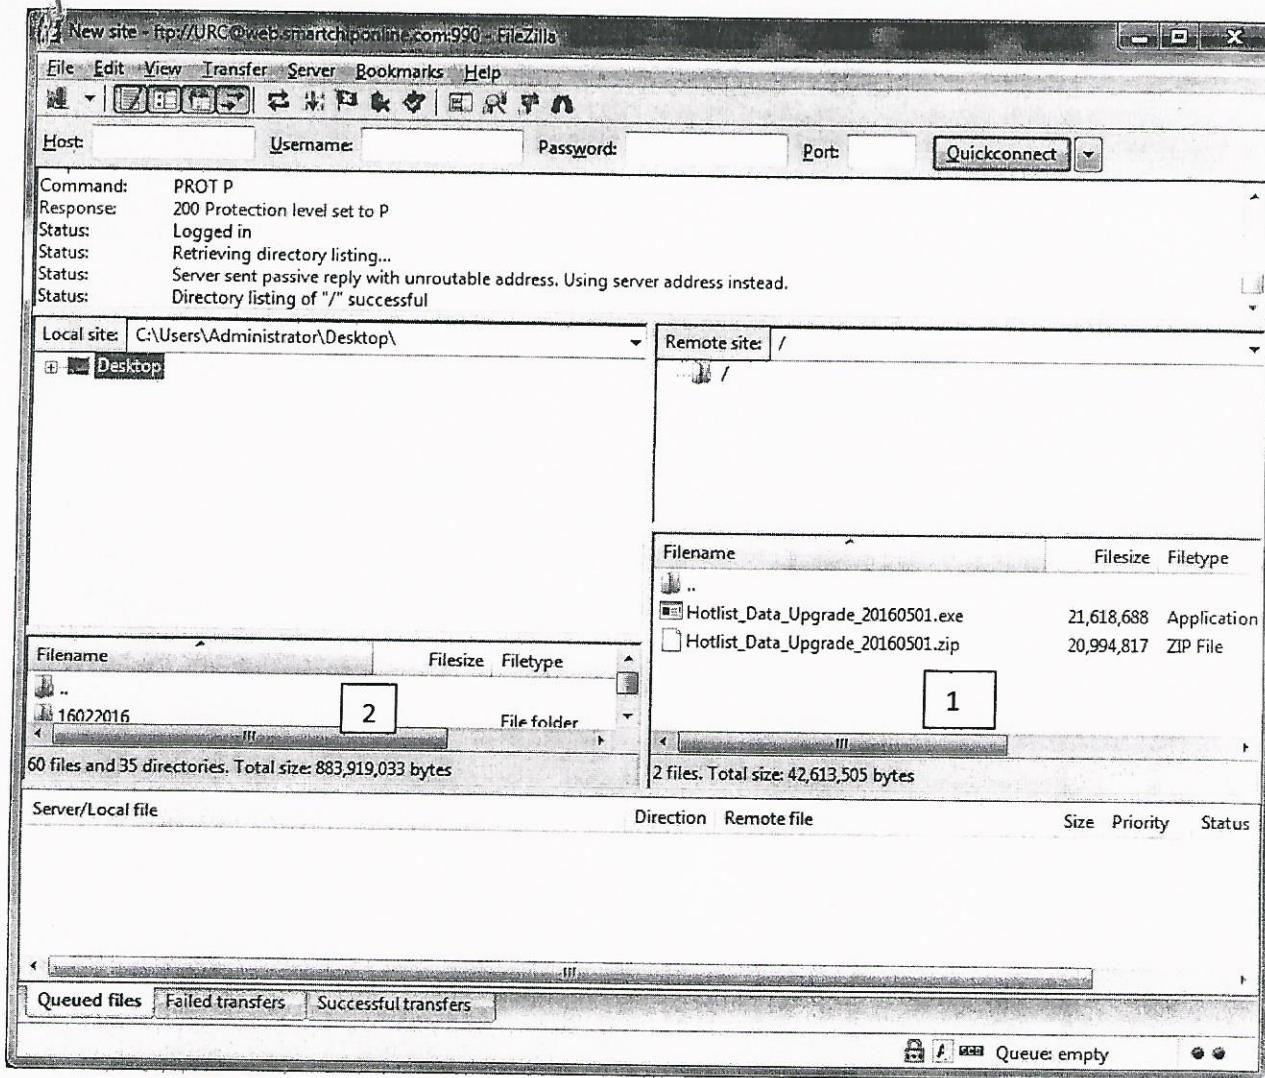 New site - ftp://URC@web.smartchiponline.com:990 - FileZilla
File Edit View Transfer Server Bookmarks Help
Host: Username: Password: Port: Quickconnect
Command: PROT P
Response: 200 Protection level set to P
Status: Logged in
Status: Retrieving directory listing...
Status: Server sent passive reply with unroutable address. Using server address instead.
Status: Directory listing of "/" successful
Local site: C:\Users\Administrator\Desktop\
Desktop
Remote site: /
/
Filename Filesize Filetype
..
Hotlist_Data_Upgrade_20160501.exe 21,618,688 Application
Hotlist_Data_Upgrade_20160501.zip 20,994,817 ZIP File
1
2 files. Total size: 42,613,505 bytes
Filename Filesize Filetype
..
16022016 File folder
2
60 files and 35 directories. Total size: 883,919,033 bytes
Server/Local file Direction Remote file Size Priority Status
Queued files Failed transfers Successful transfers
Queue: empty